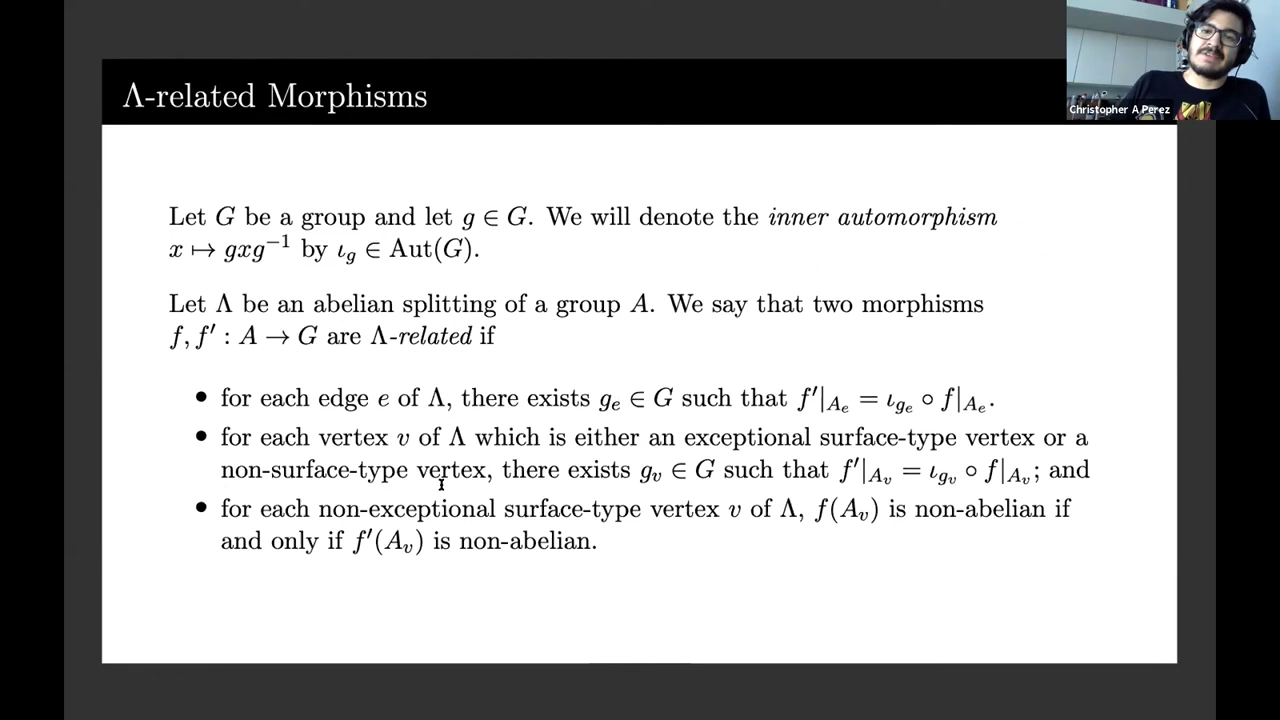 Λ-related Morphisms
Christopher A Perez
Let G be a group and let g ∈ G. We will denote the inner automorphism
x ↦ gxg⁻¹ by ι_g ∈ Aut(G).
Let Λ be an abelian splitting of a group A. We say that two morphisms
f, f′ : A → G are Λ-related if
• for each edge e of Λ, there exists g_e ∈ G such that f′|_{A_e} = ι_{g_e} ∘ f|_{A_e}.
• for each vertex v of Λ which is either an exceptional surface-type vertex or a
non-surface-type vertex, there exists g_v ∈ G such that f′|_{A_v} = ι_{g_v} ∘ f|_{A_v}; and
• for each non-exceptional surface-type vertex v of Λ, f(A_v) is non-abelian if
and only if f′(A_v) is non-abelian.